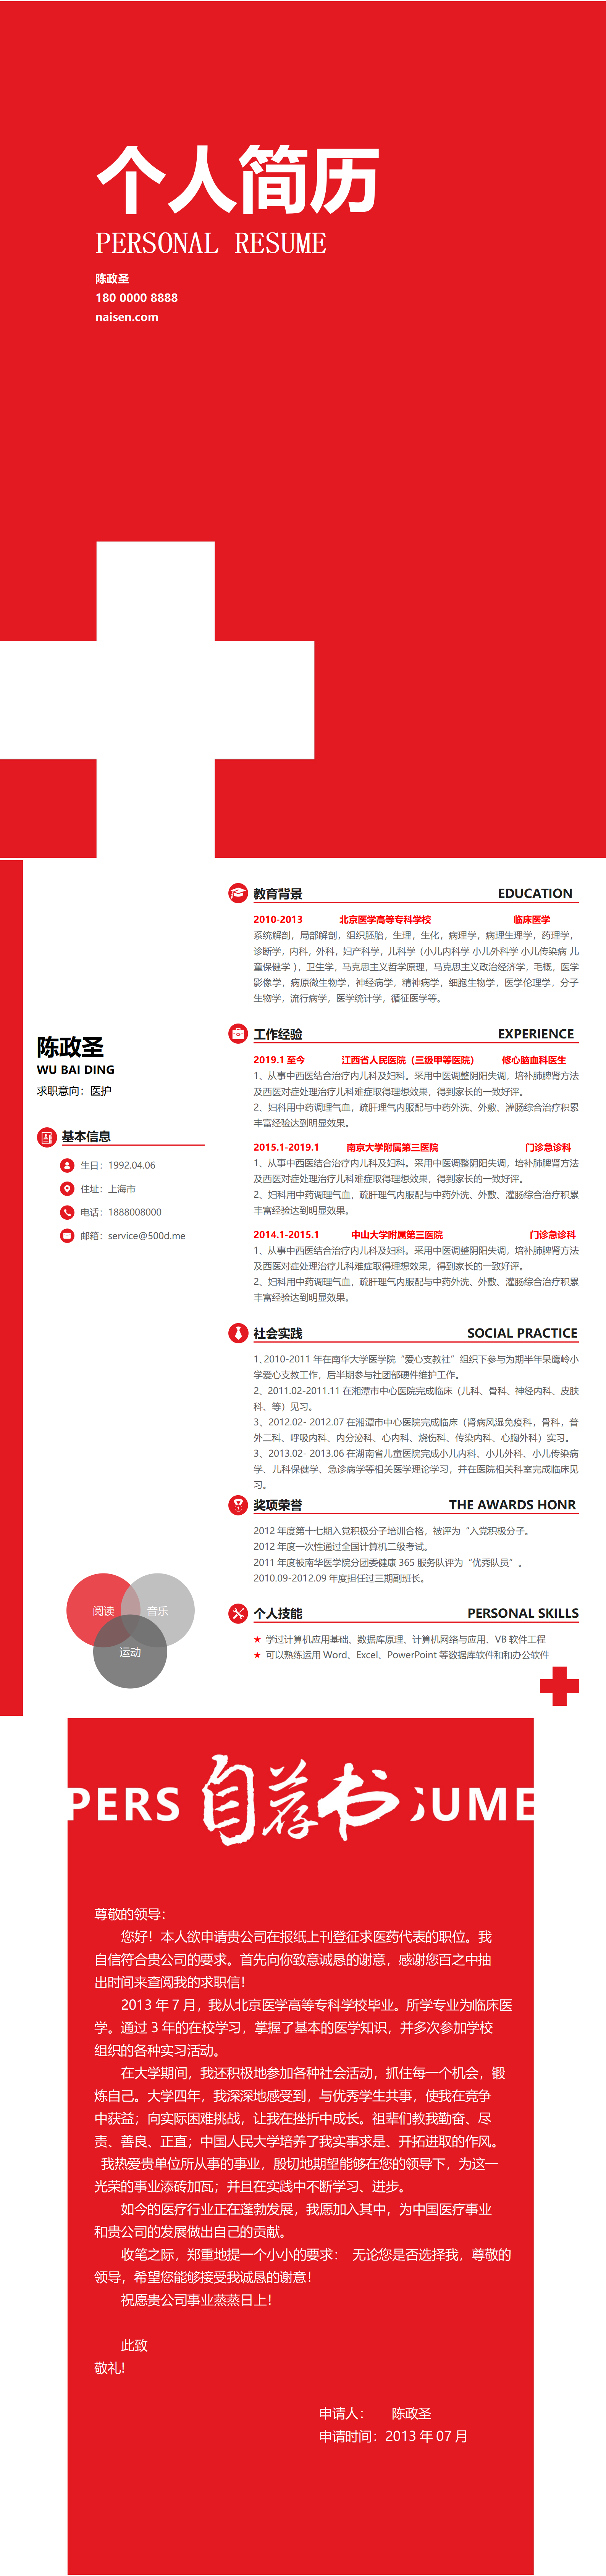 个人简历
PERSONAL RESUME
陈政圣
180 0000 8888
naisen.com
陈政圣
WU BAI DING
求职意向：医护
基本信息
生日：1992.04.06
住址：上海市
电话：1888008000
邮箱：service@500d.me
阅读
音乐
运动
教育背景 EDUCATION
2010-2013 北京医学高等专科学校 临床医学
系统解剖，局部解剖，组织胚胎，生理，生化，病理学，病理生理学，药理学，
诊断学，内科，外科，妇产科学，儿科学（小儿内科学 小儿外科学 小儿传染病 儿
童保健学 ），卫生学，马克思主义哲学原理，马克思主义政治经济学，毛概，医学
影像学，病原微生物学，神经病学，精神病学，细胞生物学，医学伦理学，分子
生物学，流行病学，医学统计学，循征医学等。
工作经验 EXPERIENCE
2019.1 至今 江西省人民医院（三级甲等医院） 修心脑血科医生
1、从事中西医结合治疗内儿科及妇科。采用中医调整阴阳失调，培补肺脾肾方法
及西医对症处理治疗儿科难症取得理想效果，得到家长的一致好评。
2、妇科用中药调理气血，疏肝理气内服配与中药外洗、外敷、灌肠综合治疗积累
丰富经验达到明显效果。
2015.1-2019.1 南京大学附属第三医院 门诊急诊科
1、从事中西医结合治疗内儿科及妇科。采用中医调整阴阳失调，培补肺脾肾方法
及西医对症处理治疗儿科难症取得理想效果，得到家长的一致好评。
2、妇科用中药调理气血，疏肝理气内服配与中药外洗、外敷、灌肠综合治疗积累
丰富经验达到明显效果。
2014.1-2015.1 中山大学附属第三医院 门诊急诊科
1、从事中西医结合治疗内儿科及妇科。采用中医调整阴阳失调，培补肺脾肾方法
及西医对症处理治疗儿科难症取得理想效果，得到家长的一致好评。
2、妇科用中药调理气血，疏肝理气内服配与中药外洗、外敷、灌肠综合治疗积累
丰富经验达到明显效果。
社会实践 SOCIAL PRACTICE
1、2010-2011 年在南华大学医学院“爱心支教社”组织下参与为期半年呆鹰岭小
学爱心支教工作，后半期参与社团部硬件维护工作。
2、2011.02-2011.11 在湘潭市中心医院完成临床（儿科、骨科、神经内科、皮肤
科、等）见习。
3、2012.02- 2012.07 在湘潭市中心医院完成临床（肾病风湿免疫科，骨科，普
外二科、呼吸内科、内分泌科、心内科、烧伤科、传染内科、心胸外科）实习。
3、2013.02- 2013.06 在湖南省儿童医院完成小儿内科、小儿外科、小儿传染病
学、儿科保健学、急诊病学等相关医学理论学习，并在医院相关科室完成临床见
习。
奖项荣誉 THE AWARDS HONR
2012 年度第十七期入党积极分子培训合格，被评为“入党积极分子。
2012 年度一次性通过全国计算机二级考试。
2011 年度被南华医学院分团委健康 365 服务队评为“优秀队员”。
2010.09-2012.09 年度担任过三期副班长。
个人技能 PERSONAL SKILLS
★ 学过计算机应用基础、数据库原理、计算机网络与应用、VB 软件工程
★ 可以熟练运用 Word、Excel、PowerPoint 等数据库软件和和办公软件
PERS 自荐书 SUME
尊敬的领导：
您好！本人欲申请贵公司在报纸上刊登征求医药代表的职位。我
自信符合贵公司的要求。首先向你致意诚恳的谢意，感谢您百之中抽
出时间来查阅我的求职信！
2013 年 7 月，我从北京医学高等专科学校毕业。所学专业为临床医
学。通过 3 年的在校学习，掌握了基本的医学知识，并多次参加学校
组织的各种实习活动。
在大学期间，我还积极地参加各种社会活动，抓住每一个机会，锻
炼自己。大学四年，我深深地感受到，与优秀学生共事，使我在竞争
中获益；向实际困难挑战，让我在挫折中成长。祖辈们教我勤奋、尽
责、善良、正直；中国人民大学培养了我实事求是、开拓进取的作风。
我热爱贵单位所从事的事业，殷切地期望能够在您的领导下，为这一
光荣的事业添砖加瓦；并且在实践中不断学习、进步。
如今的医疗行业正在蓬勃发展，我愿加入其中，为中国医疗事业
和贵公司的发展做出自己的贡献。
收笔之际，郑重地提一个小小的要求： 无论您是否选择我，尊敬的
领导，希望您能够接受我诚恳的谢意！
祝愿贵公司事业蒸蒸日上！
此致
敬礼!
申请人： 陈政圣
申请时间：2013 年 07 月